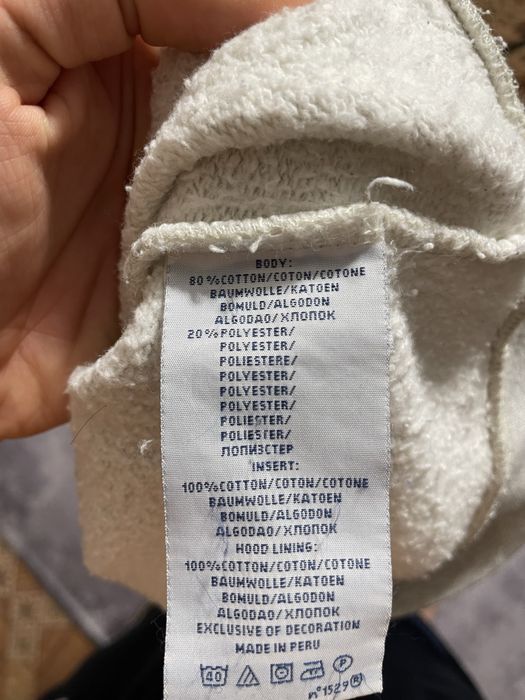 BODY:
80%COTTON/COTON/COTONE
BAUMWOLLE/KATOEN
BOMULD/ALGODON
ALGODAO/ХЛОПОК
20%POLYESTER/
POLYESTER/
POLIESTERE/
POLYESTER/
POLYESTER/
POLYESTER/
POLIESTER/
POLIESTER/
ЛОПИЭСТЕР
INSERT:
100%COTTON/COTON/COTONE
BAUMWOLLE/KATOEN
BOMULD/ALGODON
ALGODAO/ХЛОПОК
HOOD LINING:
100%COTTON/COTON/COTONE
BAUMWOLLE/KATOEN
BOMULD/ALGODON
ALGODAO/ХЛОПОК
EXCLUSIVE OF DECORATION
MADE IN PERU
40 P
nº1529®